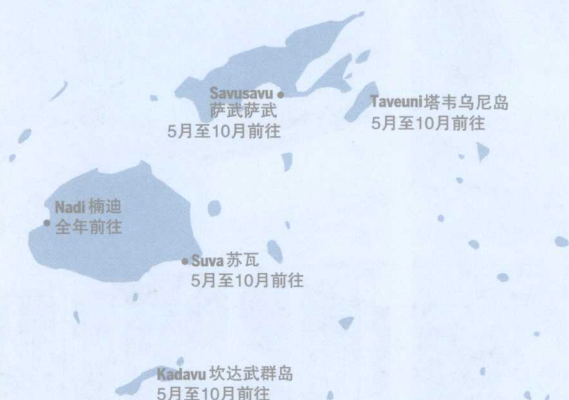 Savusavu
萨武萨武
5月至10月前往
Taveuni塔韦乌尼岛
5月至10月前往
Nadi 楠迪
全年前往
Suva 苏瓦
5月至10月前往
Kadavu 坎达武群岛
5月至10月前往